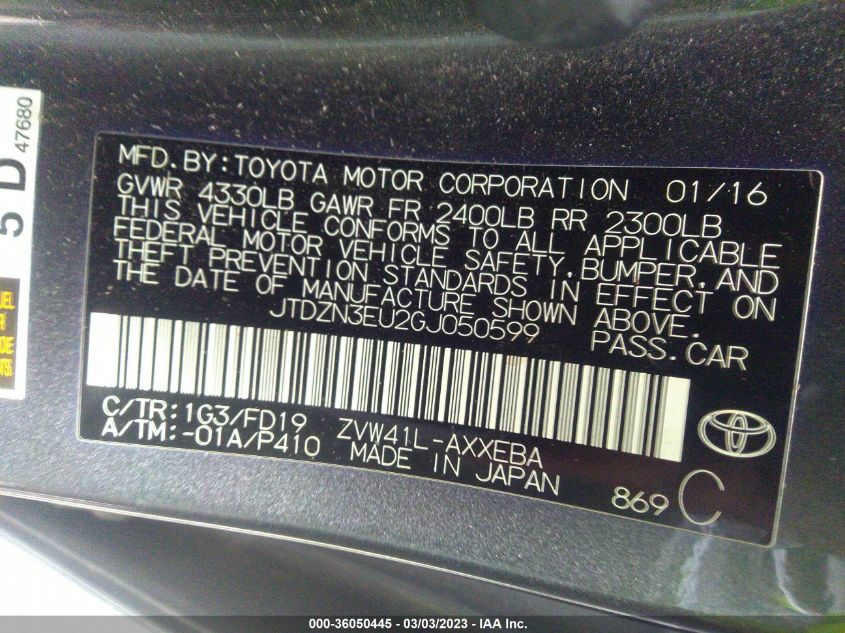 MFD.BY:TOYOTA MOTOR CORPORATION 01/16
GVWR 4330LB GAWR FR 2400LB RR 2300LB
THIS VEHICLE CONFORMS TO ALL APPLICABLE
FEDERAL MOTOR VEHICLE SAFETY,BUMPER,AND
THEFT PREVENTION STANDARDS IN EFFECT ON
THE DATE OF MANUFACTURE SHOWN ABOVE.
JTDZN3EU2GJ050599 PASS.CAR
C/TR:1G3/FD19 ZVW41L-AXXEBA
A/TM:-01A/P410 MADE IN JAPAN
869 C
5 D 47680
000-36050445 - 03/03/2023 - IAA Inc.